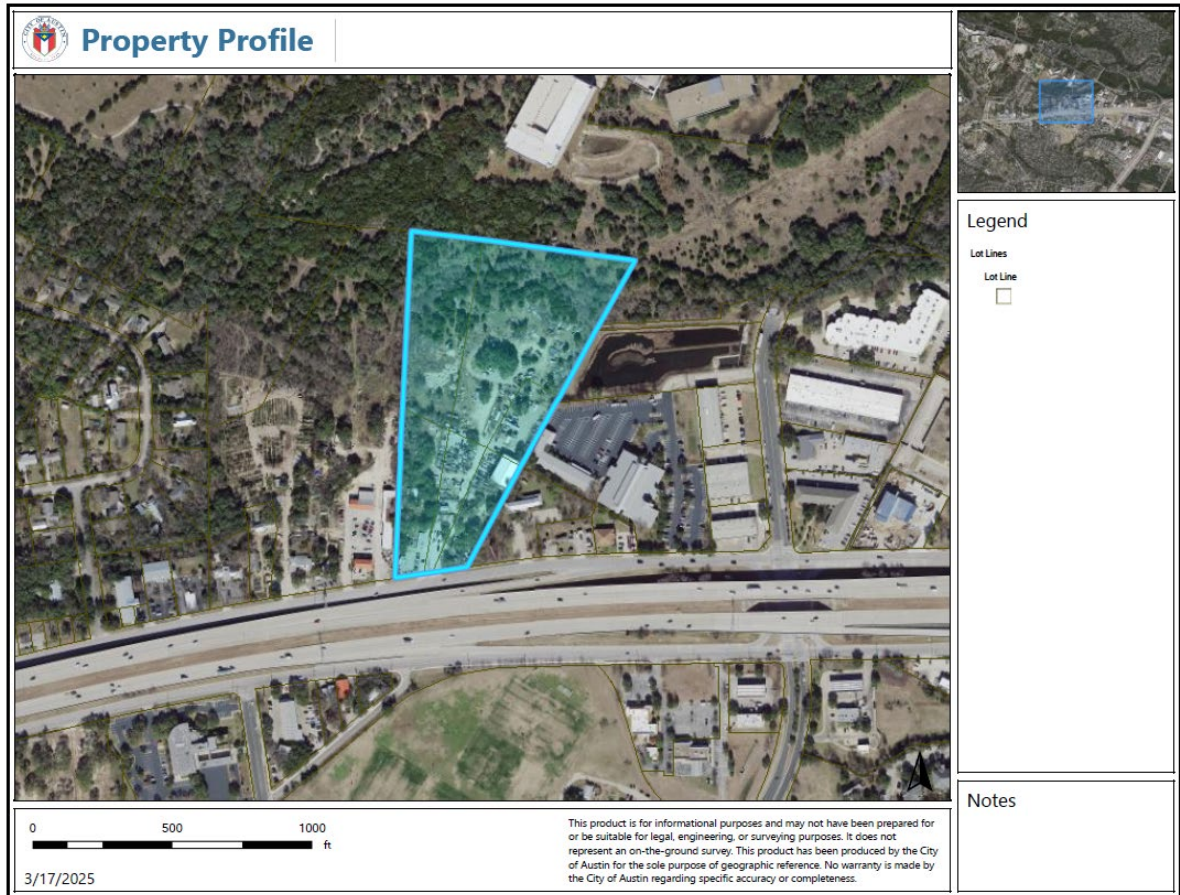 Property Profile
Legend
Lot Lines
Lot Line
Notes
0 500 1000
ft
3/17/2025
This product is for informational purposes and may not have been prepared for
or be suitable for legal, engineering, or surveying purposes. It does not
represent an on-the-ground survey. This product has been produced by the City
of Austin for the sole purpose of geographic reference. No warranty is made by
the City of Austin regarding specific accuracy or completeness.